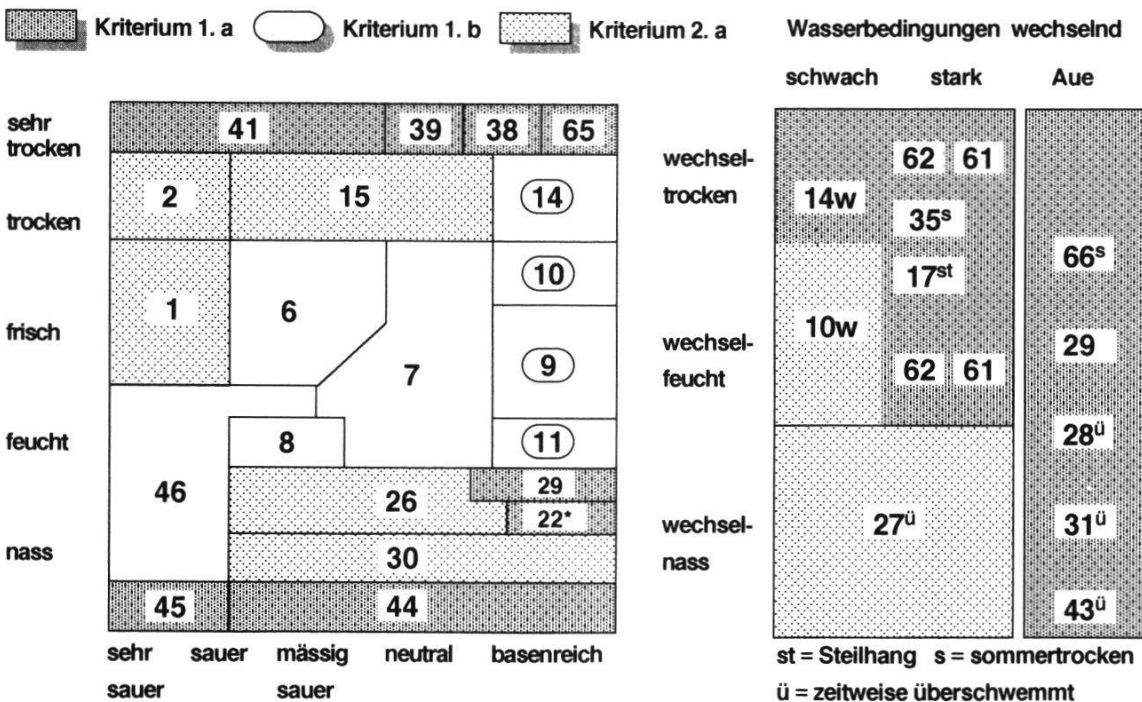 Kriterium 1. a Kriterium 1. b Kriterium 2. a
Wasserbedingungen wechselnd
schwach stark Aue
sehr
trocken
trocken
frisch
feucht
nass
41 39 38 65
2 15 14
10
1 6
7 9
8 11
46
29
26
22*
30
45 44
sehr sauer mässig neutral basenreich
sauer sauer
wechsel-
trocken
wechsel-
feucht
wechsel-
nass
62 61
14w
35s
17st
10w
62 61
27ü
66s
29
28ü
31ü
43ü
st = Steilhang s = sommertrocken
ü = zeitweise überschwemmt